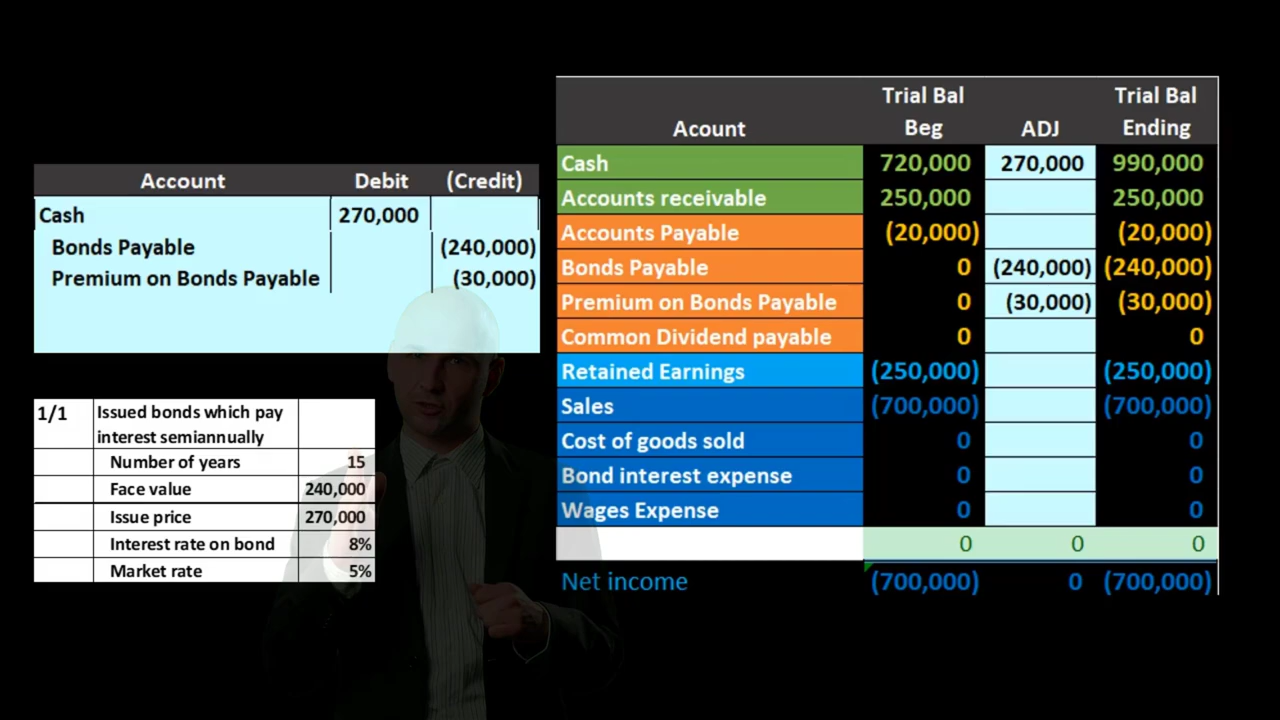 Account Debit (Credit)
Cash 270,000
Bonds Payable (240,000)
Premium on Bonds Payable (30,000)
1/1 Issued bonds which pay
interest semiannually
Number of years 15
Face value 240,000
Issue price 270,000
Interest rate on bond 8%
Market rate 5%
Trial Bal Trial Bal
Acount Beg ADJ Ending
Cash 720,000 270,000 990,000
Accounts receivable 250,000 250,000
Accounts Payable (20,000) (20,000)
Bonds Payable 0 (240,000) (240,000)
Premium on Bonds Payable 0 (30,000) (30,000)
Common Dividend payable 0 0
Retained Earnings (250,000) (250,000)
Sales (700,000) (700,000)
Cost of goods sold 0 0
Bond interest expense 0 0
Wages Expense 0 0
0 0 0
Net income (700,000) 0 (700,000)